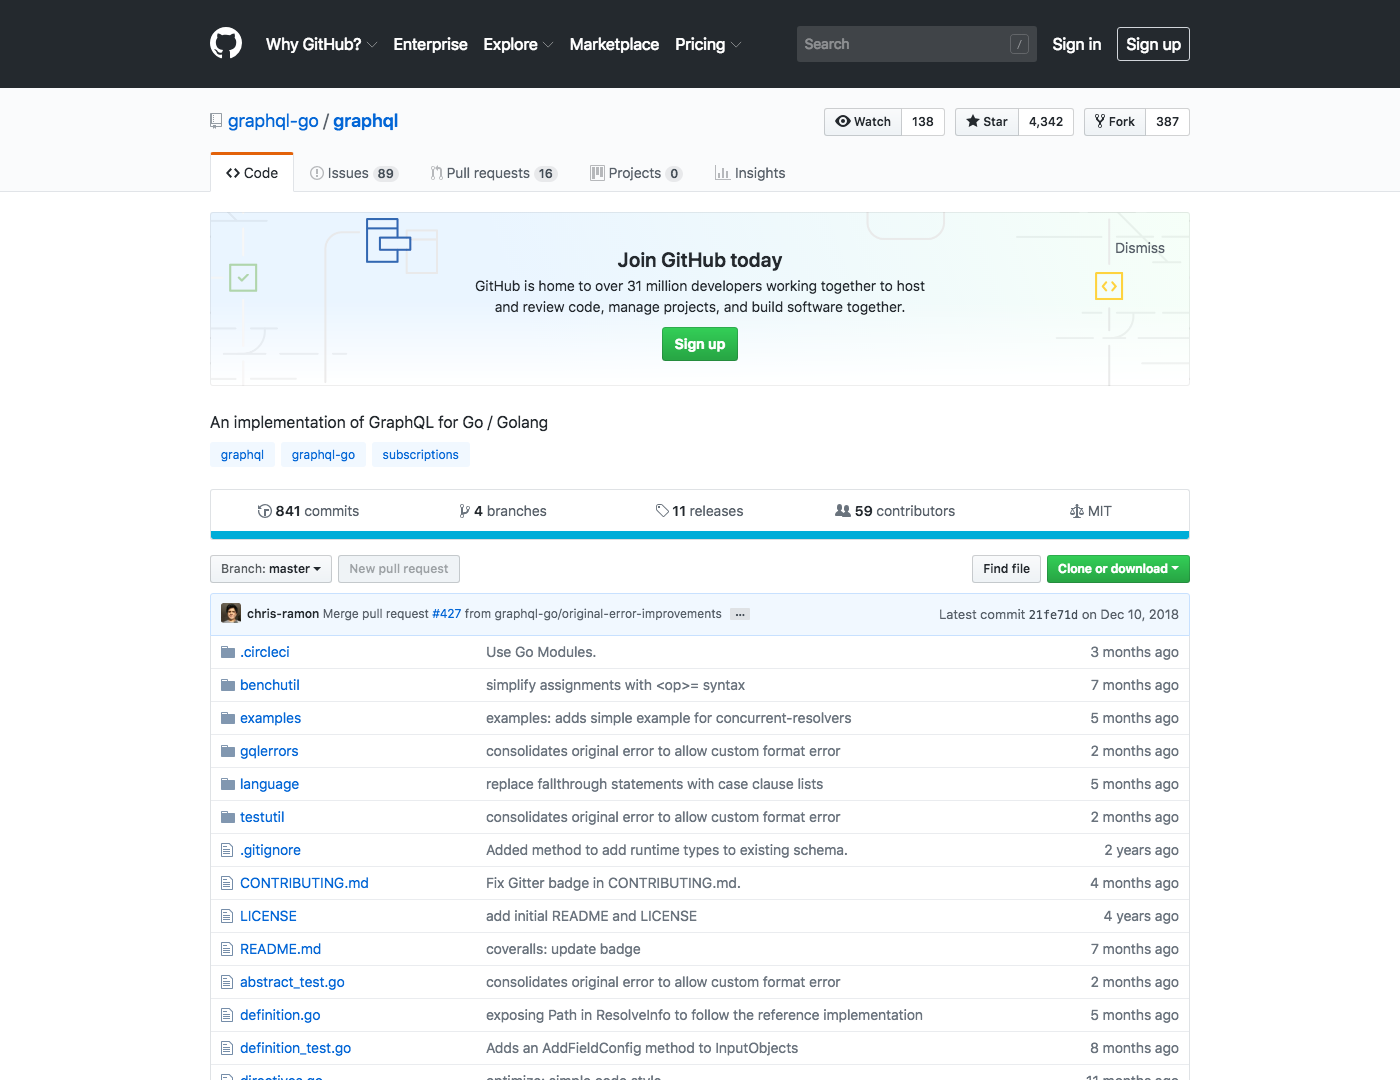 Why GitHub? Enterprise Explore Marketplace Pricing Search / Sign in Sign up
graphql-go / graphql Watch 138 Star 4,342 Fork 387
Code Issues 89 Pull requests 16 Projects 0 Insights
Dismiss
Join GitHub today
GitHub is home to over 31 million developers working together to host
and review code, manage projects, and build software together.
Sign up
An implementation of GraphQL for Go / Golang
graphql graphql-go subscriptions
841 commits 4 branches 11 releases 59 contributors MIT
Branch: master New pull request Find file Clone or download
chris-ramon Merge pull request #427 from graphql-go/original-error-improvements … Latest commit 21fe71d on Dec 10, 2018
.circleci Use Go Modules. 3 months ago
benchutil simplify assignments with <op>= syntax 7 months ago
examples examples: adds simple example for concurrent-resolvers 5 months ago
gqlerrors consolidates original error to allow custom format error 2 months ago
language replace fallthrough statements with case clause lists 5 months ago
testutil consolidates original error to allow custom format error 2 months ago
.gitignore Added method to add runtime types to existing schema. 2 years ago
CONTRIBUTING.md Fix Gitter badge in CONTRIBUTING.md. 4 months ago
LICENSE add initial README and LICENSE 4 years ago
README.md coveralls: update badge 7 months ago
abstract_test.go consolidates original error to allow custom format error 2 months ago
definition.go exposing Path in ResolveInfo to follow the reference implementation 5 months ago
definition_test.go Adds an AddFieldConfig method to InputObjects 8 months ago
directives.go optimize: simple code style 11 months ago